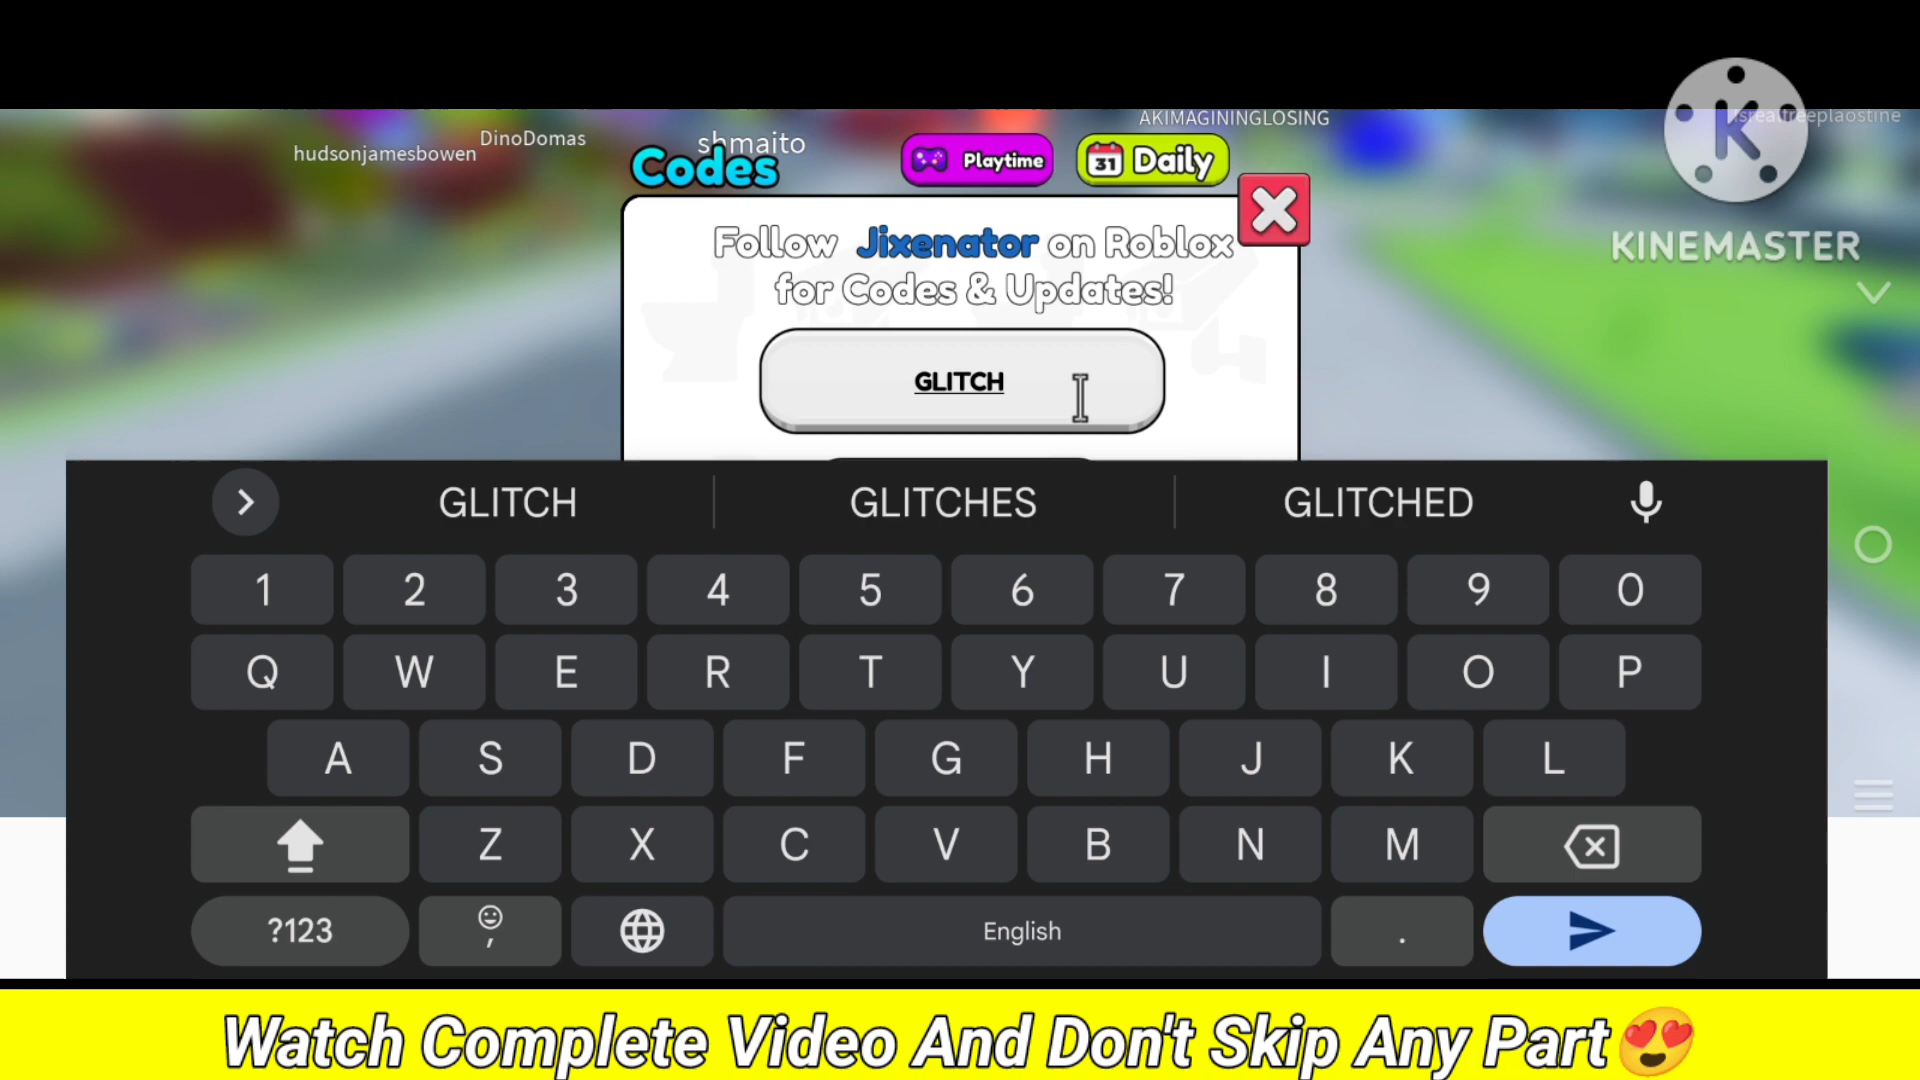 AKIMAGININGLOSING
DinoDomas
shmaito
hudsonjamesbowen
Codes
Playtime
31 Daily
K
KINEMASTER
Follow Jixenator on Roblox
for Codes & Updates!
GLITCH
GLITCH GLITCHES GLITCHED
1 2 3 4 5 6 7 8 9 0
Q W E R T Y U I O P
A S D F G H J K L
Z X C V B N M
?123 , English .
Watch Complete Video And Don't Skip Any Part😍